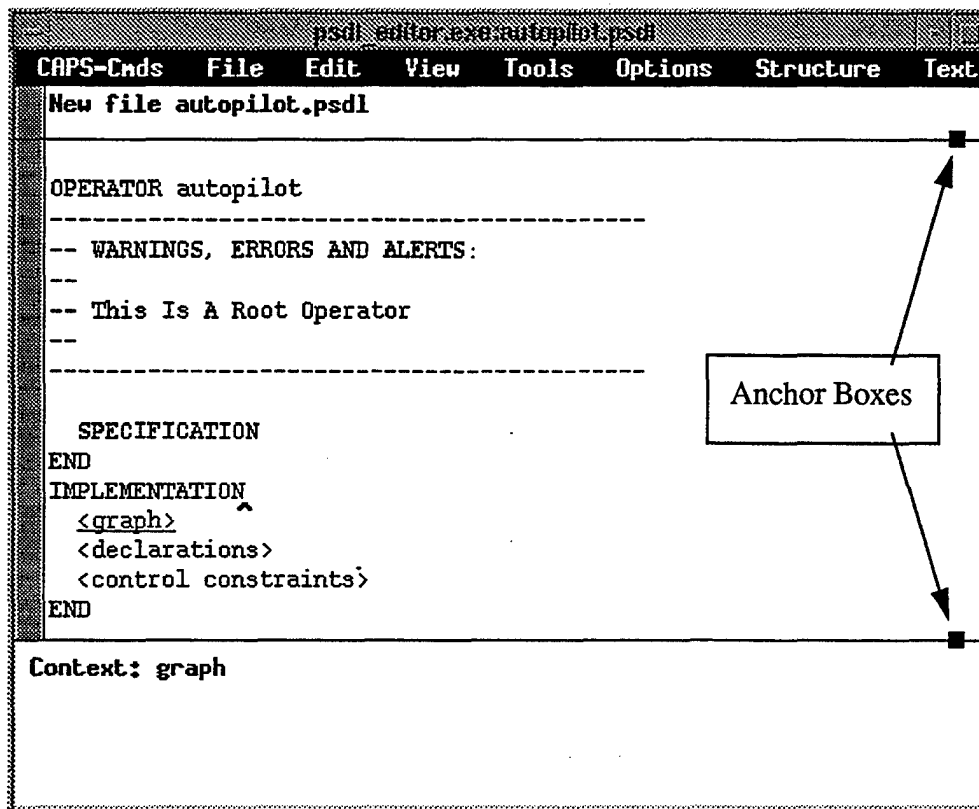 psdl_editor.exe:autopilot.psdl
CAPS-Cmds File Edit View Tools Options Structure Text
New file autopilot.psdl
OPERATOR autopilot
-------------------------------------------
-- WARNINGS, ERRORS AND ALERTS:
--
-- This Is A Root Operator
--
-------------------------------------------
Anchor Boxes
SPECIFICATION
END
IMPLEMENTATION
<graph>
<declarations>
<control constraints>
END
Context: graph